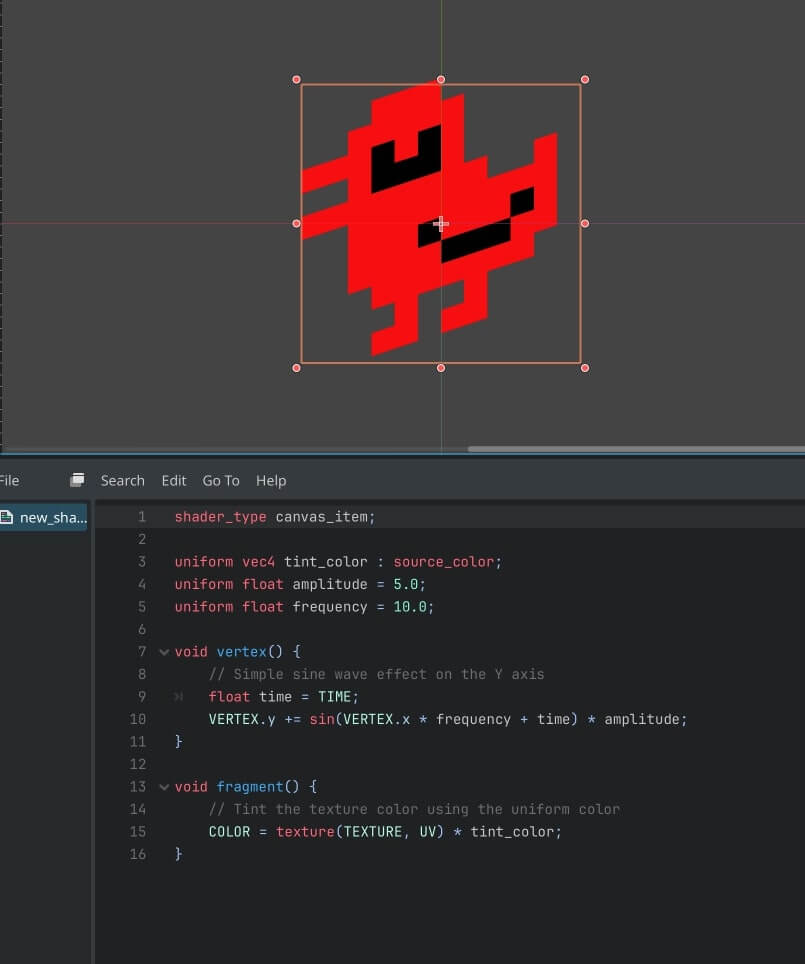 File Search Edit Go To Help
new_sha...
1 shader_type canvas_item;
2
3 uniform vec4 tint_color : source_color;
4 uniform float amplitude = 5.0;
5 uniform float frequency = 10.0;
6
7 void vertex() {
8 // Simple sine wave effect on the Y axis
9 float time = TIME;
10 VERTEX.y += sin(VERTEX.x * frequency + time) * amplitude;
11 }
12
13 void fragment() {
14 // Tint the texture color using the uniform color
15 COLOR = texture(TEXTURE, UV) * tint_color;
16 }